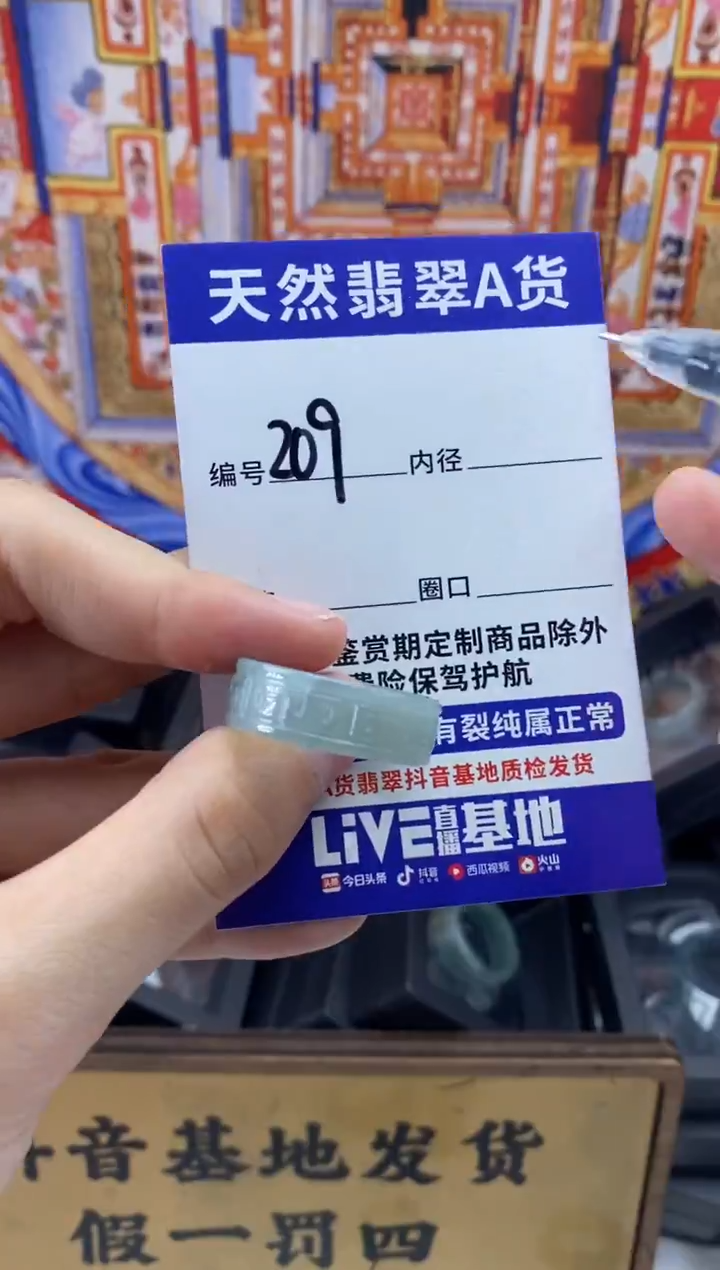 天然翡翠A货
编号 209 内径
圈口
鉴赏期定制商品除外
费险保驾护航
有裂纯属正常
货翡翠抖音基地质检发货
LiVE直播基地
头条 今日头条 抖音 西瓜视频 火山
音基地发货
假一罚四